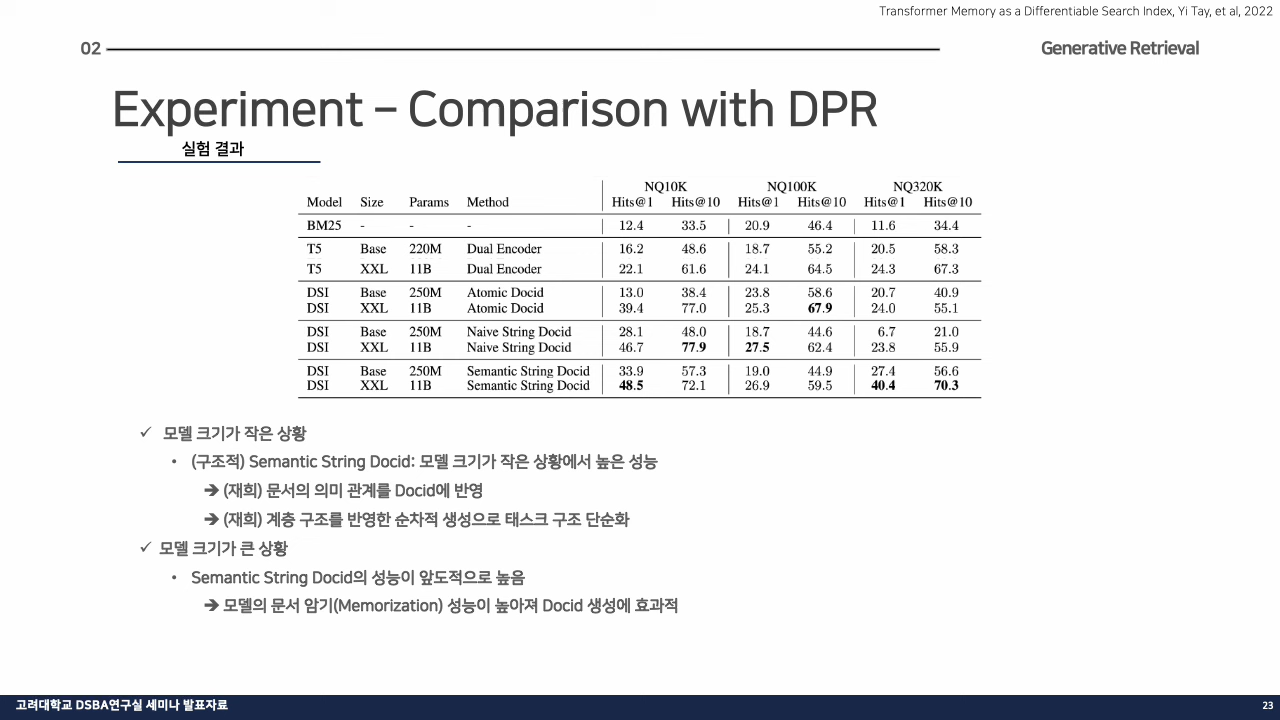 Transformer Memory as a Differentiable Search Index, Yi Tay, et al, 2022
02
Generative Retrieval
Experiment – Comparison with DPR
실험 결과
NQ10K NQ100K NQ320K
Model Size Params Method Hits@1 Hits@10 Hits@1 Hits@10 Hits@1 Hits@10
BM25 - - - 12.4 33.5 20.9 46.4 11.6 34.4
T5 Base 220M Dual Encoder 16.2 48.6 18.7 55.2 20.5 58.3
T5 XXL 11B Dual Encoder 22.1 61.6 24.1 64.5 24.3 67.3
DSI Base 250M Atomic Docid 13.0 38.4 23.8 58.6 20.7 40.9
DSI XXL 11B Atomic Docid 39.4 77.0 25.3 67.9 24.0 55.1
DSI Base 250M Naive String Docid 28.1 48.0 18.7 44.6 6.7 21.0
DSI XXL 11B Naive String Docid 46.7 77.9 27.5 62.4 23.8 55.9
DSI Base 250M Semantic String Docid 33.9 57.3 19.0 44.9 27.4 56.6
DSI XXL 11B Semantic String Docid 48.5 72.1 26.9 59.5 40.4 70.3
✓ 모델 크기가 작은 상황
• (구조적) Semantic String Docid: 모델 크기가 작은 상황에서 높은 성능
➔ (재희) 문서의 의미 관계를 Docid에 반영
➔ (재희) 계층 구조를 반영한 순차적 생성으로 태스크 구조 단순화
✓ 모델 크기가 큰 상황
• Semantic String Docid의 성능이 앞도적으로 높음
➔ 모델의 문서 암기(Memorization) 성능이 높아져 Docid 생성에 효과적
고려대학교 DSBA연구실 세미나 발표자료
23